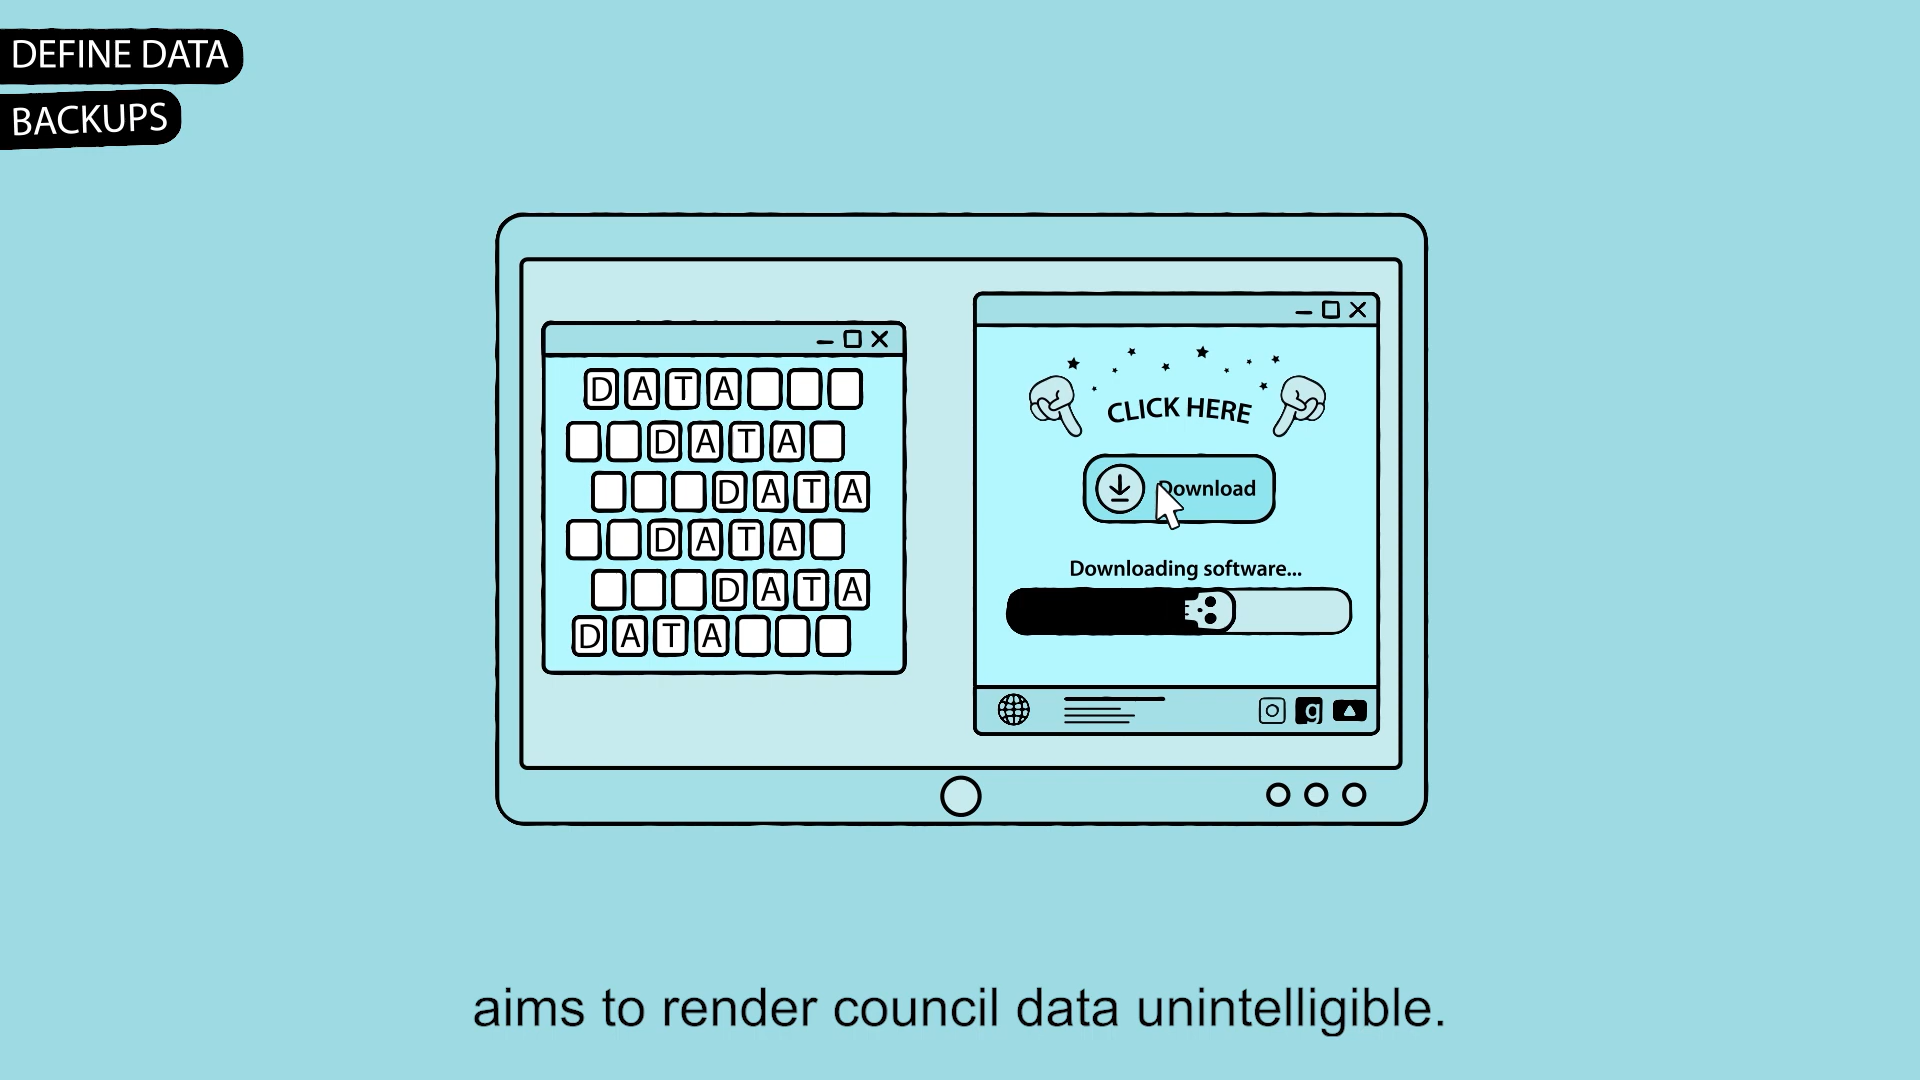 DEFINE DATA
BACKUPS
DATA
DATA
DATA
DATA
DATA
DATA
CLICK HERE
Download
Downloading software...
g
aims to render council data unintelligible.